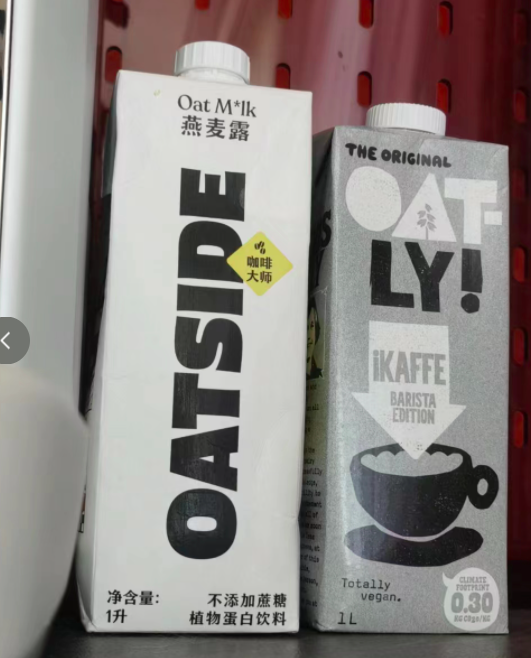 Oat M*lk
燕麦露
OATSIDE
咖啡
大师
净含量:
1升
不添加蔗糖
植物蛋白饮料
THE ORIGINAL
OAT-
LY!
iKAFFE
BARISTA
EDITION
Totally
vegan.
1L
CLIMATE
FOOTPRINT
0.30